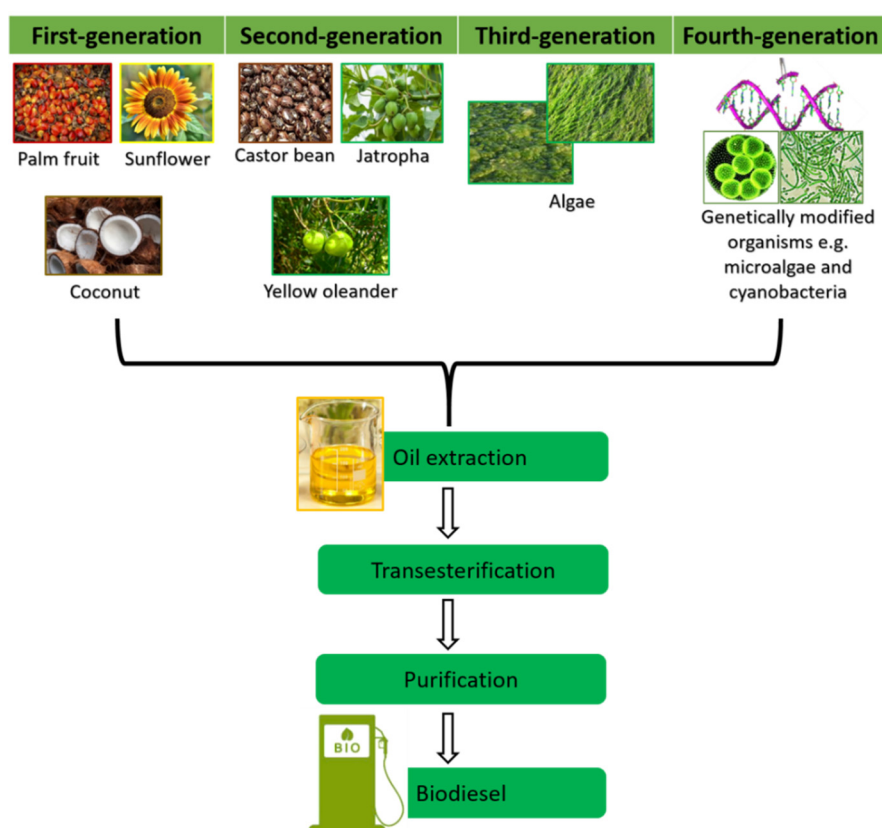 First-generation
Second-generation
Third-generation
Fourth-generation
Palm fruit
Sunflower
Castor bean
Jatropha
Algae
Genetically modified
organisms e.g.
microalgae and
cyanobacteria
Coconut
Yellow oleander
Oil extraction
Transesterification
Purification
BIO
Biodiesel